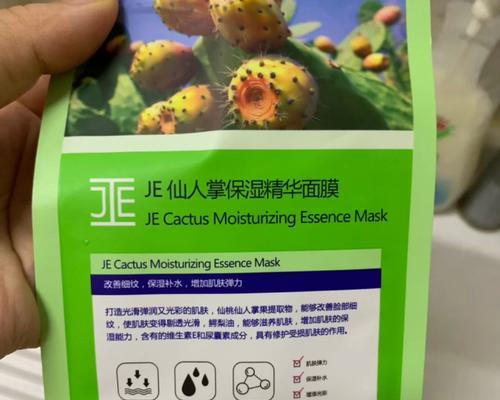 JE
JE 仙人掌保湿精华面膜
JE Cactus Moisturizing Essence Mask
JE Cactus Moisturizing Essence Mask
改善细纹，保湿补水，增加肌肤弹力
打造光滑弹润又光彩的肌肤，仙桃仙人掌果提取物，能够改善脸部细
纹，使肌肤变得剔透光滑，鳄梨油，能够滋养肌肤，增加肌肤的保
湿能力，含有的维生素E和尿囊素成分，具有修护受损肌肤的作用。
肌肤弹力
保湿补水